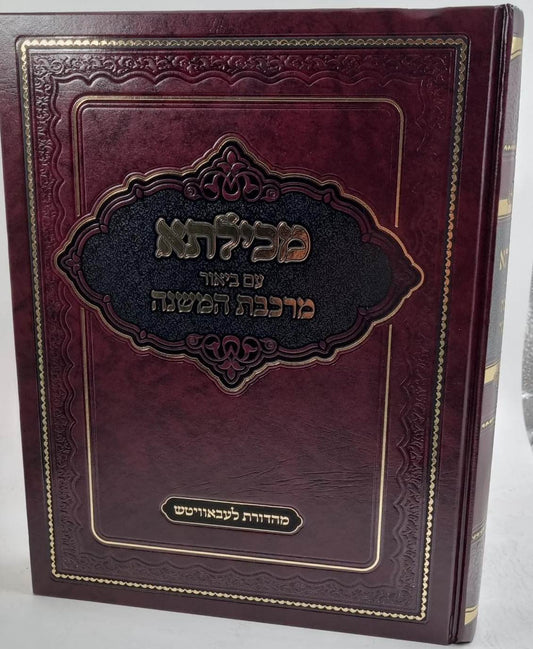 מכילתא
עם ביאור
מרכבת המשנה
מהדורת לעבאוויטש